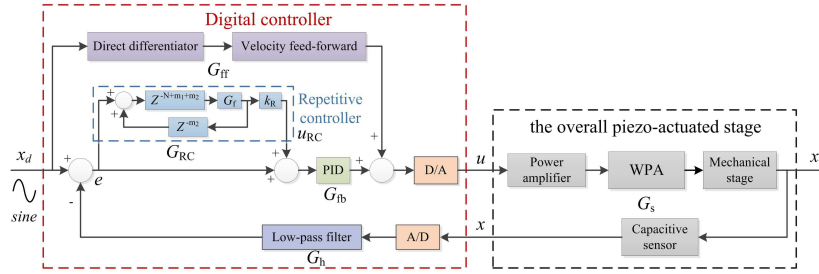 Digital controller
Direct differentiator
Velocity feed-forward
G_ff
+
+
Z^-N+m₁+m₂
G_f
k_R
Z^-m₂
Repetitive
controller
G_RC
u_RC
+
x_d
+
-
e
sine
+
+
PID
G_fb
+
D/A
u
Low-pass filter
G_h
A/D
x
the overall piezo-actuated stage
Power
amplifier
WPA
Mechanical
stage
G_s
Capacitive
sensor
x